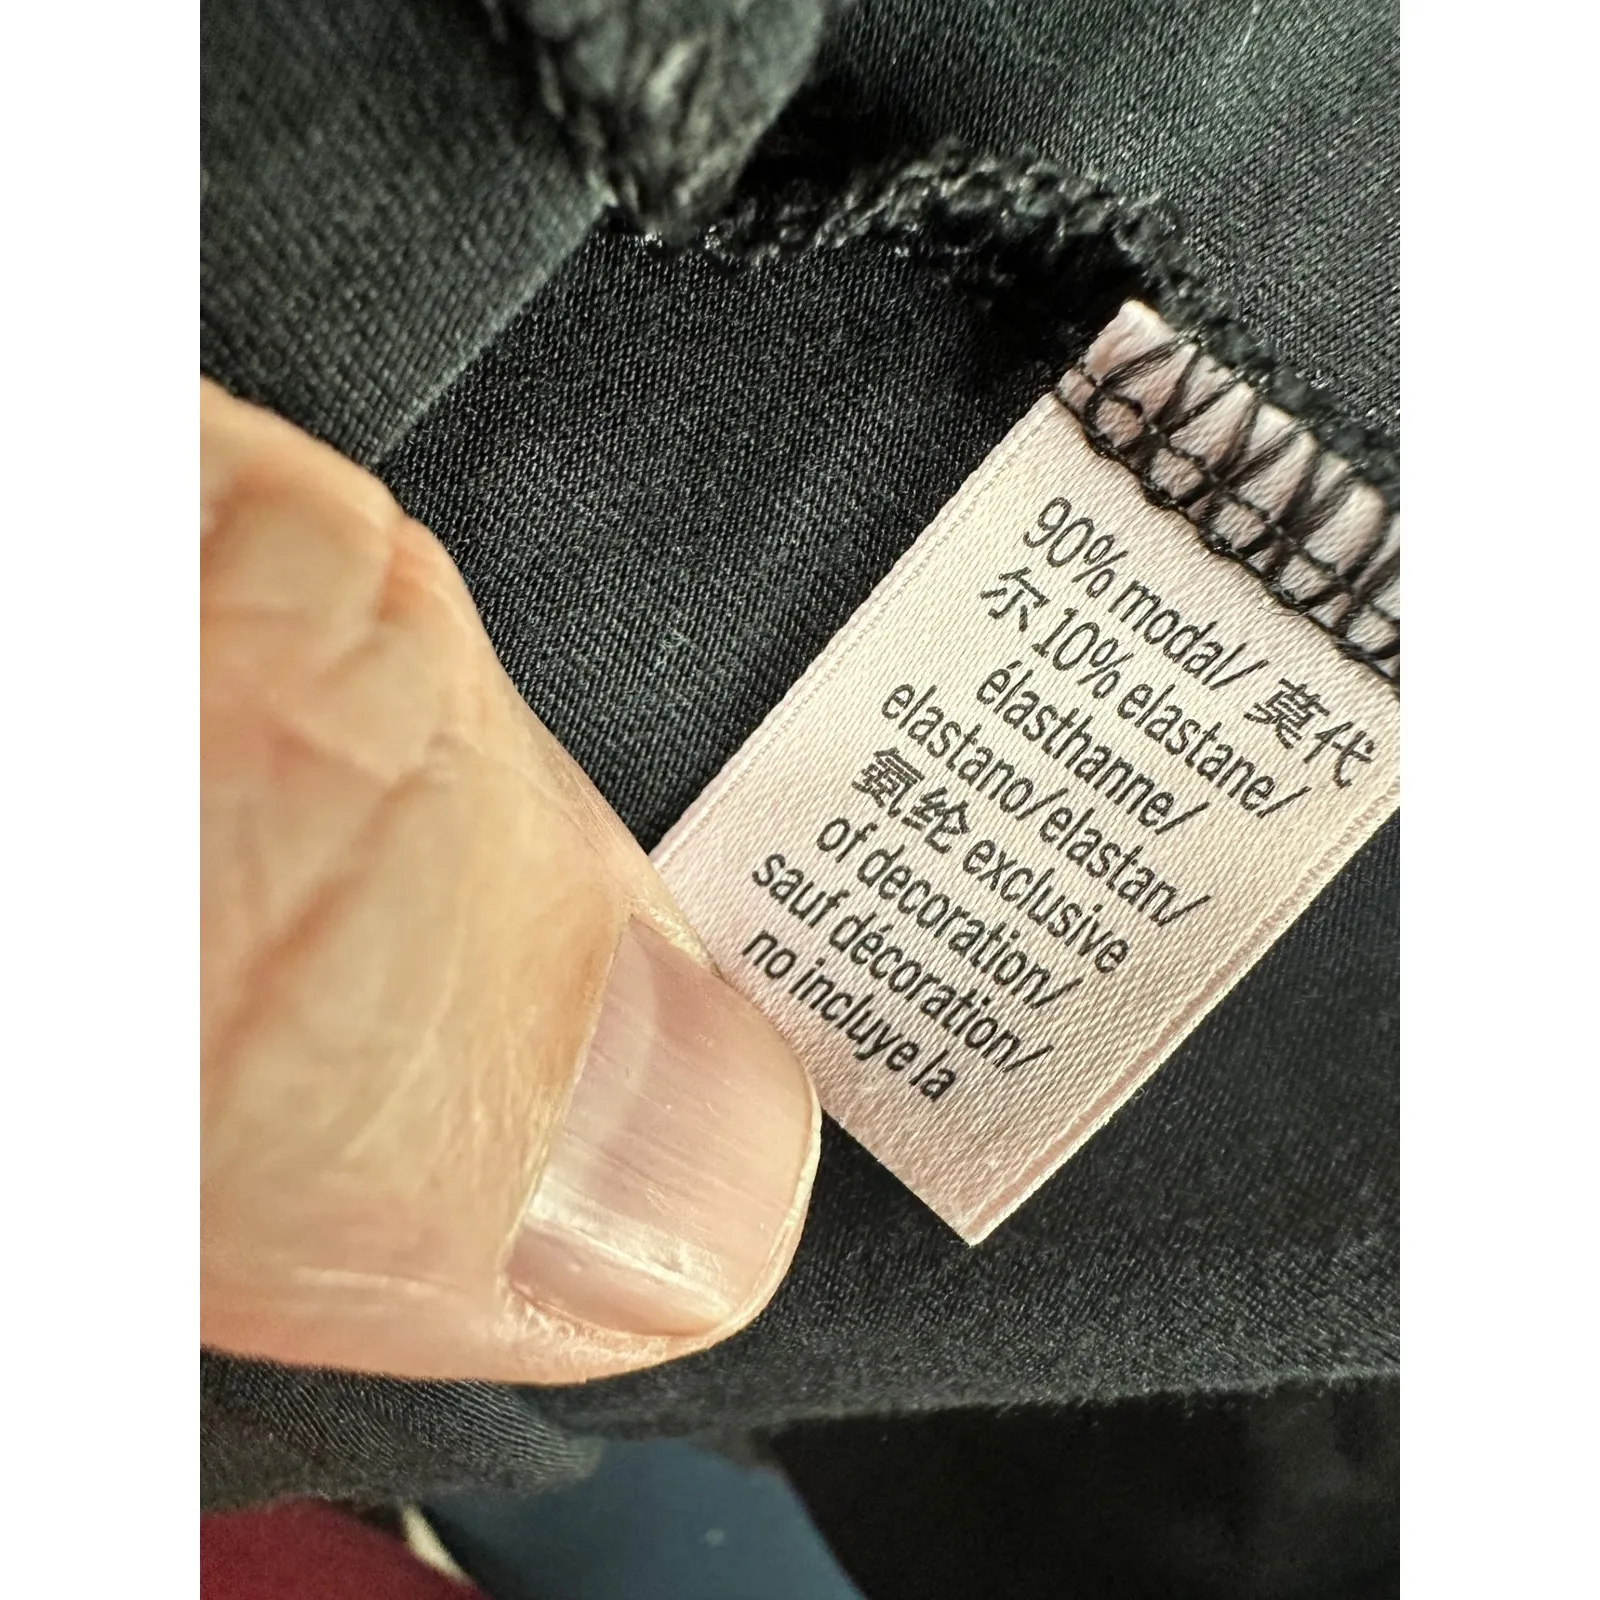 90% modal/ 莫代
尔 10% elastane/
élasthanne/
elastano/elastan/
氨纶 exclusive
of decoration/
sauf décoration/
no incluye la